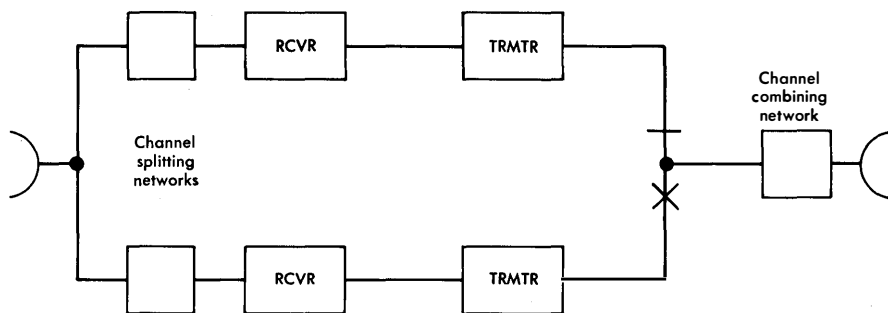 RCVR
TRMTR
Channel
combining
network
Channel
splitting
networks
RCVR
TRMTR